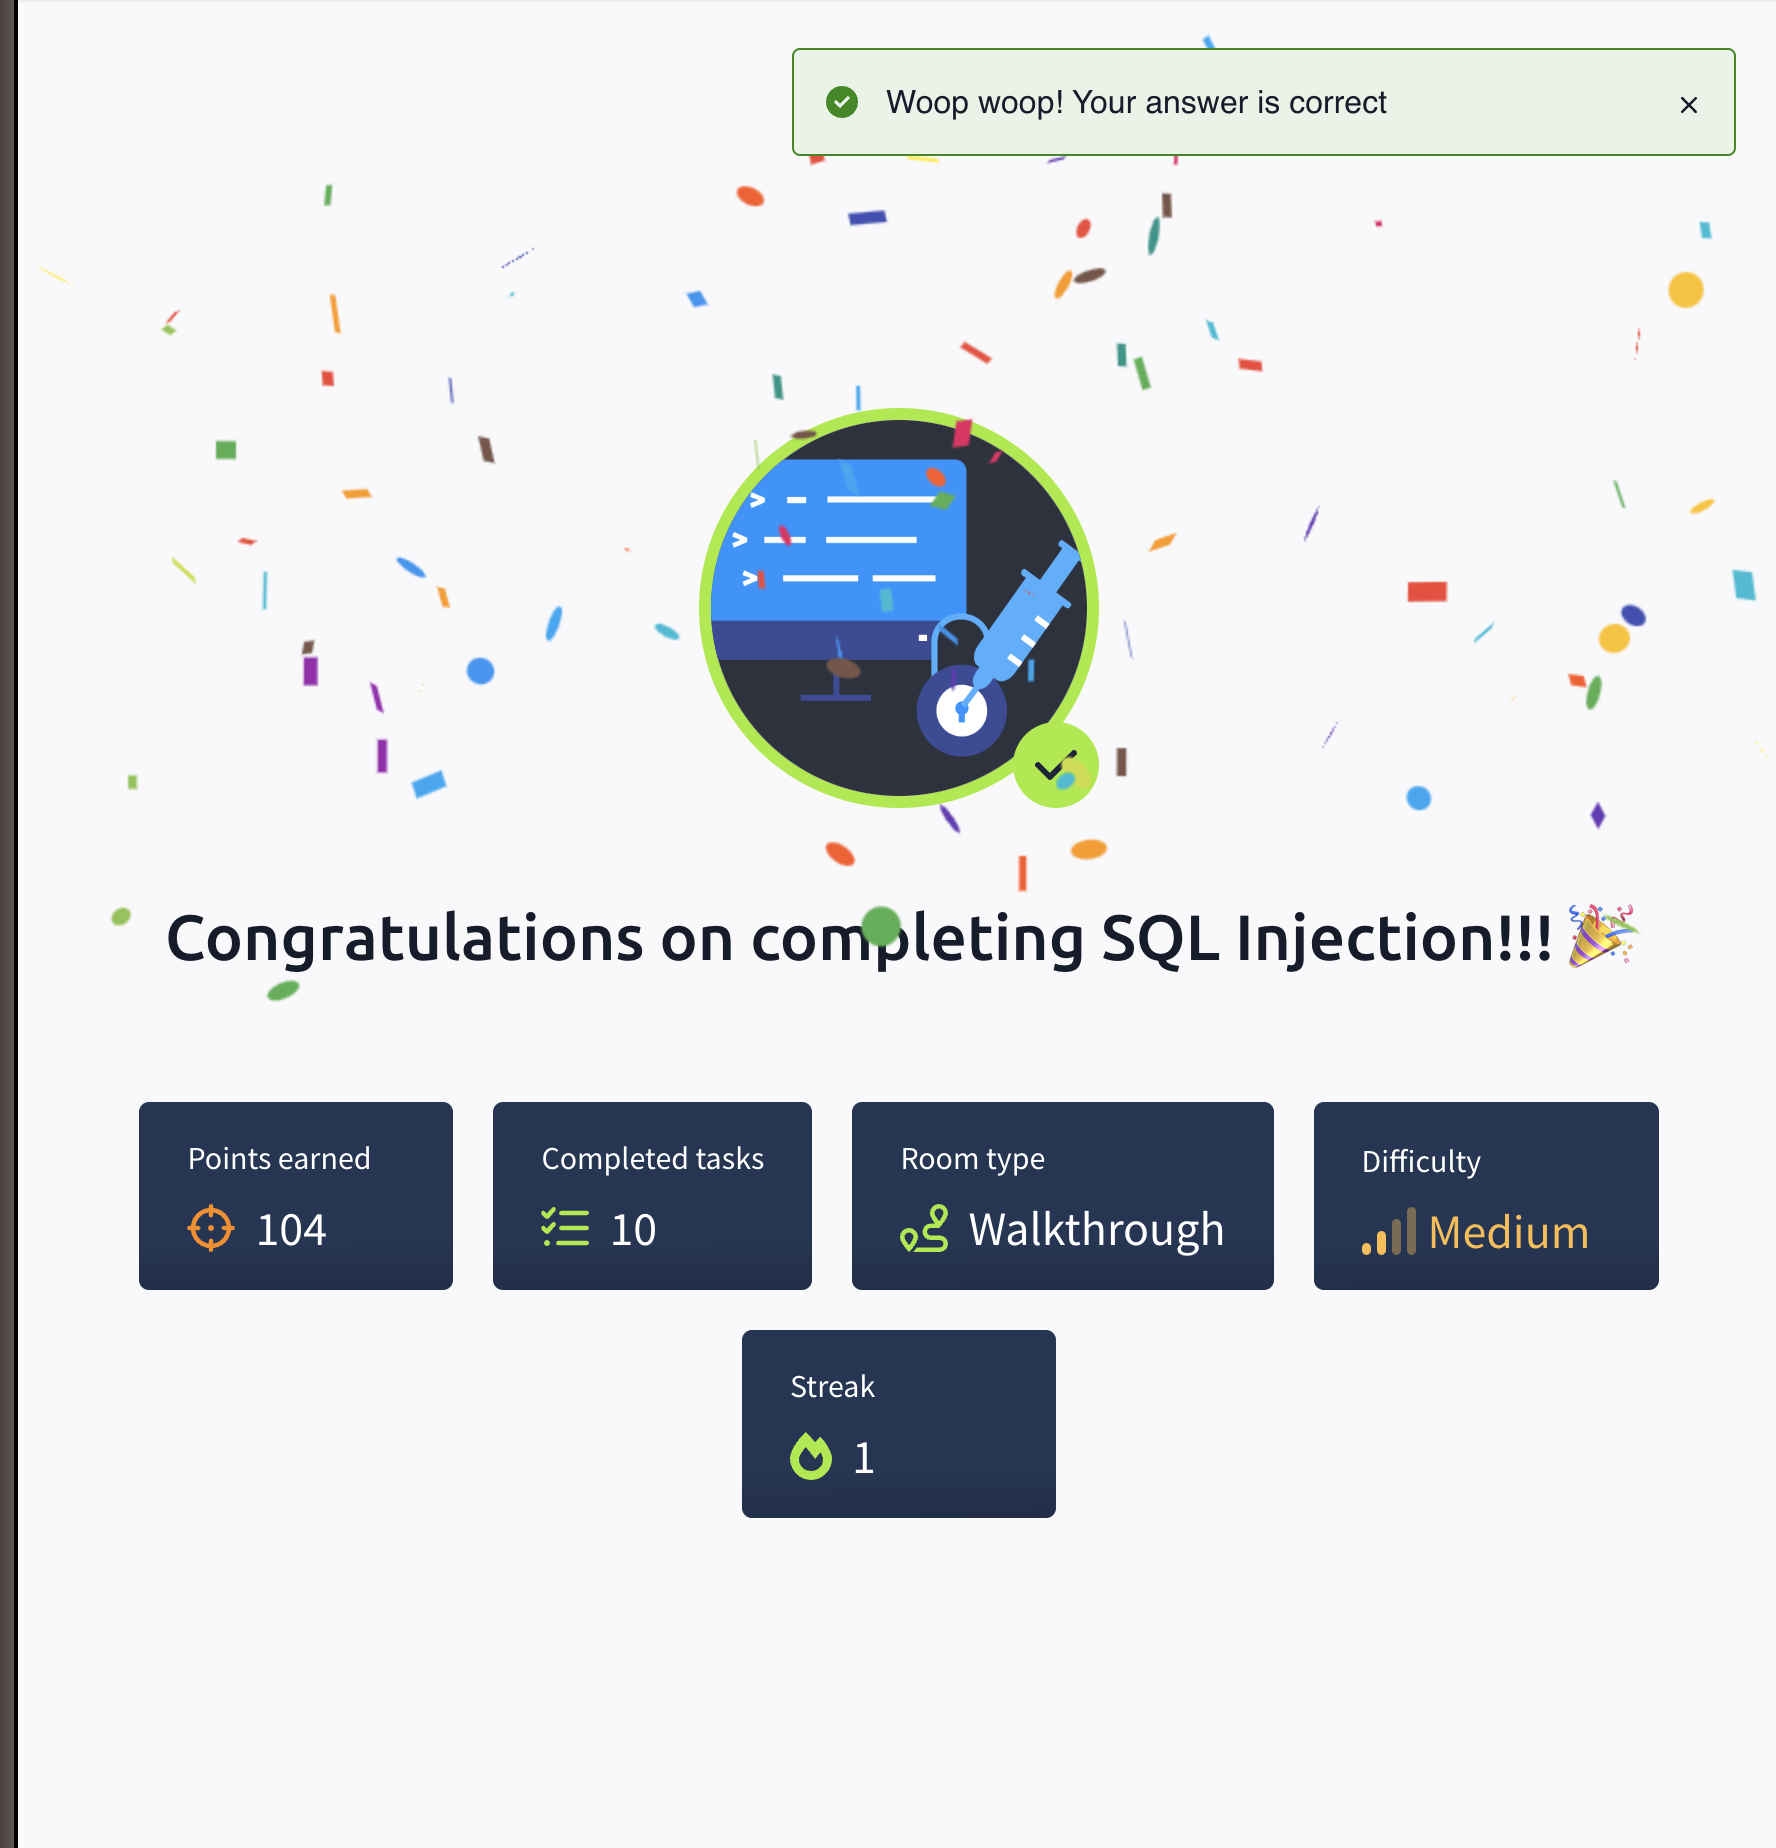 Woop woop! Your answer is correct
Congratulations on completing SQL Injection!!! 🎉
Points earned
104
Completed tasks
10
Room type
Walkthrough
Difficulty
Medium
Streak
1